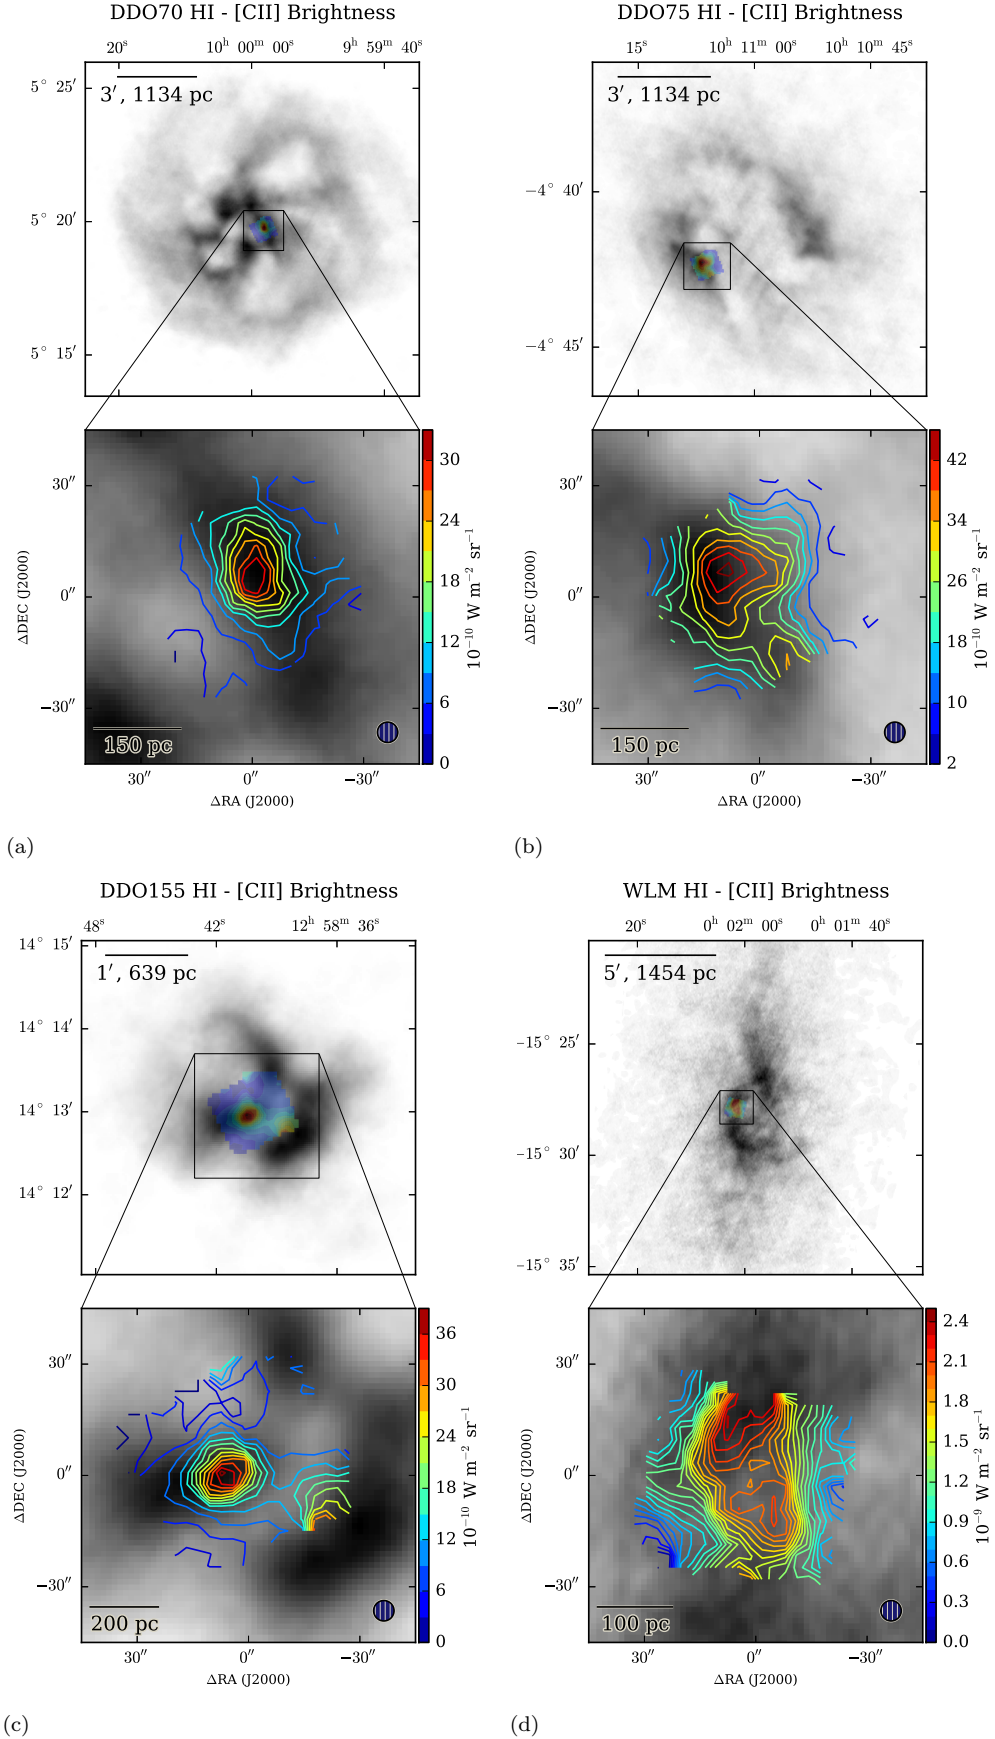 DDO70 HI - [CII] Brightness
20ˢ 10ʰ 00ᵐ 00ˢ 9ʰ 59ᵐ 40ˢ
3′, 1134 pc
5° 25′
5° 20′
5° 15′
30″
0″
−30″
ΔDEC (J2000)
150 pc
30″ 0″ −30″
ΔRA (J2000)
30
24
18
12
6
0
10⁻¹⁰ W m⁻² sr⁻¹
(a)
DDO75 HI - [CII] Brightness
15ˢ 10ʰ 11ᵐ 00ˢ 10ʰ 10ᵐ 45ˢ
3′, 1134 pc
−4° 40′
−4° 45′
30″
0″
−30″
ΔDEC (J2000)
150 pc
30″ 0″ −30″
ΔRA (J2000)
42
34
26
18
10
2
10⁻¹⁰ W m⁻² sr⁻¹
(b)
DDO155 HI - [CII] Brightness
48ˢ 42ˢ 12ʰ 58ᵐ 36ˢ
1′, 639 pc
14° 15′
14° 14′
14° 13′
14° 12′
30″
0″
−30″
ΔDEC (J2000)
200 pc
30″ 0″ −30″
ΔRA (J2000)
36
30
24
18
12
6
0
10⁻¹⁰ W m⁻² sr⁻¹
(c)
WLM HI - [CII] Brightness
20ˢ 0ʰ 02ᵐ 00ˢ 0ʰ 01ᵐ 40ˢ
5′, 1454 pc
−15° 25′
−15° 30′
−15° 35′
30″
0″
−30″
ΔDEC (J2000)
100 pc
30″ 0″ −30″
ΔRA (J2000)
2.4
2.1
1.8
1.5
1.2
0.9
0.6
0.3
0.0
10⁻⁹ W m⁻² sr⁻¹
(d)